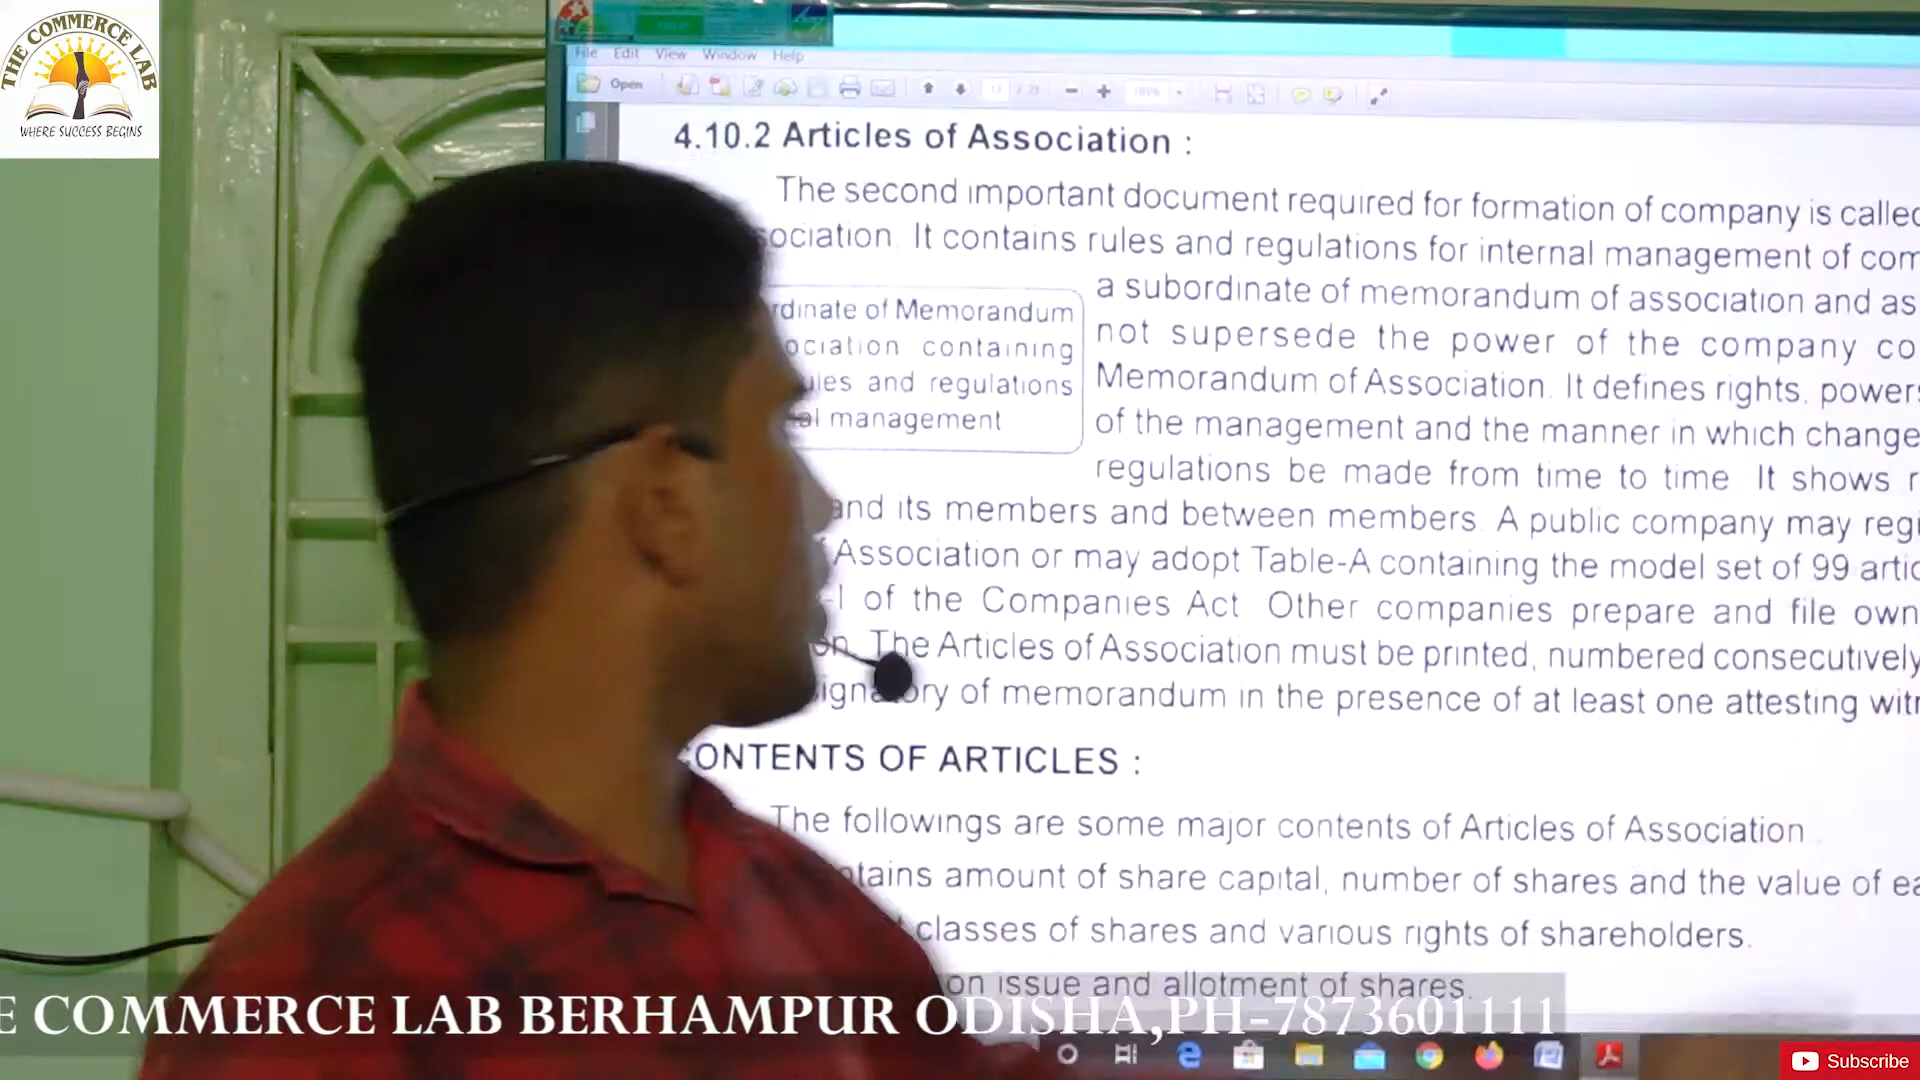 THE COMMERCE LAB
WHERE SUCCESS BEGINS
File Edit View Window Help
Open
4.10.2 Articles of Association :
The second important document required for formation of company is called
sociation. It contains rules and regulations for internal management of com
a subordinate of memorandum of association and as
not supersede the power of the company co
Memorandum of Association. It defines rights, powers
of the management and the manner in which change
regulations be made from time to time It shows r
rdinate of Memorandum
ociation containing
ules and regulations
al management
and its members and between members. A public company may regi
Association or may adopt Table-A containing the model set of 99 artic
-I of the Companies Act Other companies prepare and file own
on. The Articles of Association must be printed, numbered consecutively
signatory of memorandum in the presence of at least one attesting witn
CONTENTS OF ARTICLES :
The followings are some major contents of Articles of Association
ntains amount of share capital, number of shares and the value of ea
classes of shares and various rights of shareholders.
on issue and allotment of shares.
E COMMERCE LAB BERHAMPUR ODISHA,PH-7873601111
Subscribe